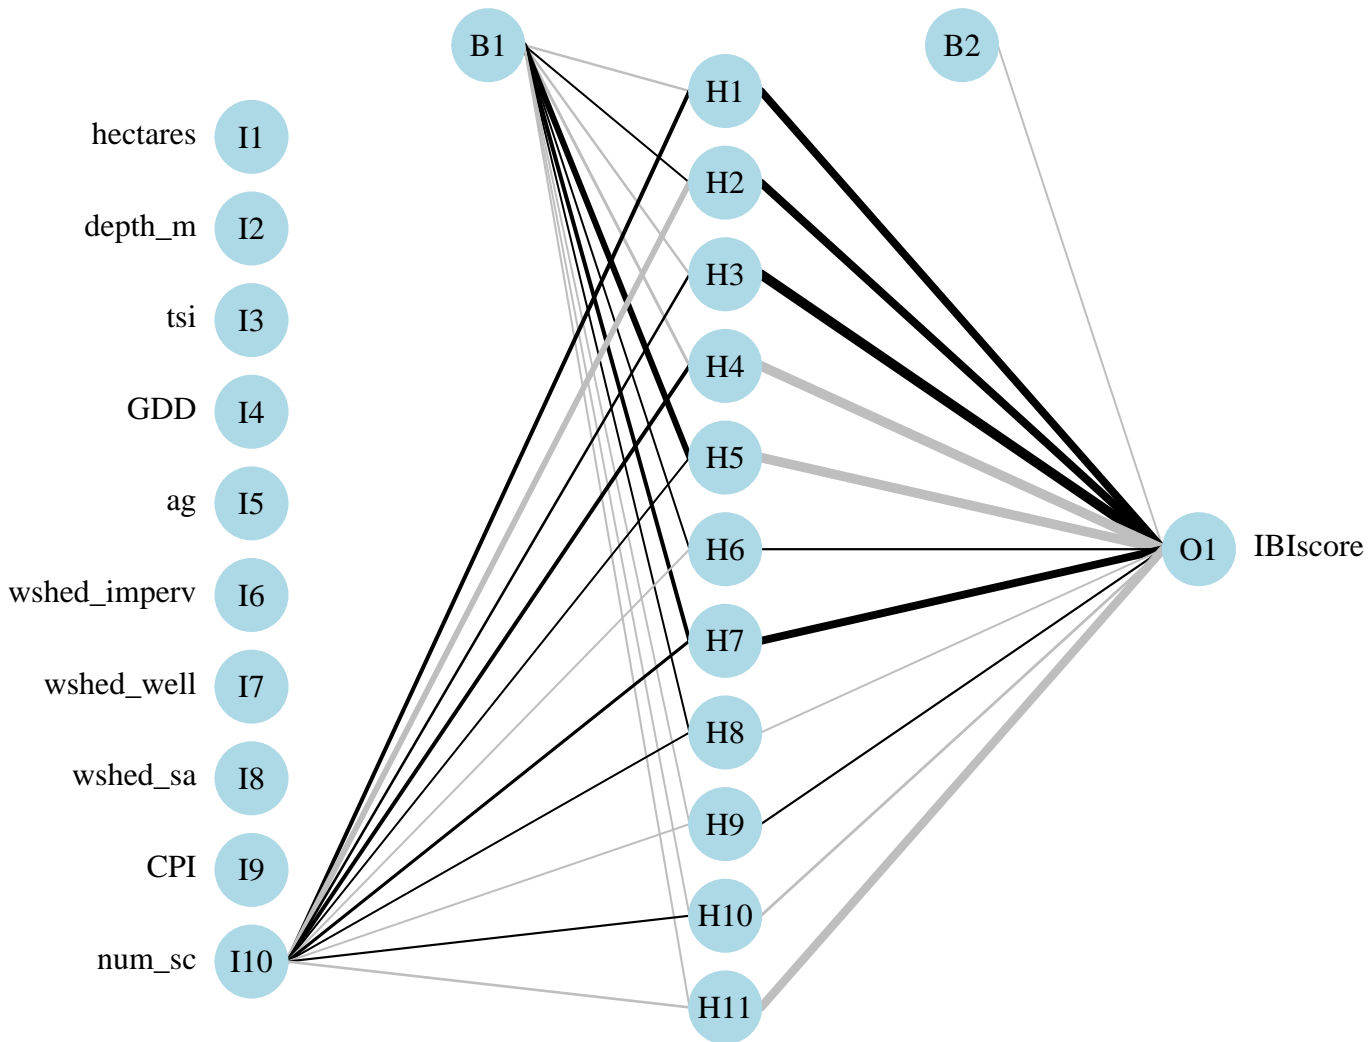 B1
B2
H1
hectares I1
H2
depth_m I2
H3
tsi I3
H4
GDD I4
H5
ag I5
H6
O1 IBIscore
wshed_imperv I6
H7
wshed_well I7
H8
wshed_sa I8
H9
CPI I9
H10
num_sc I10
H11